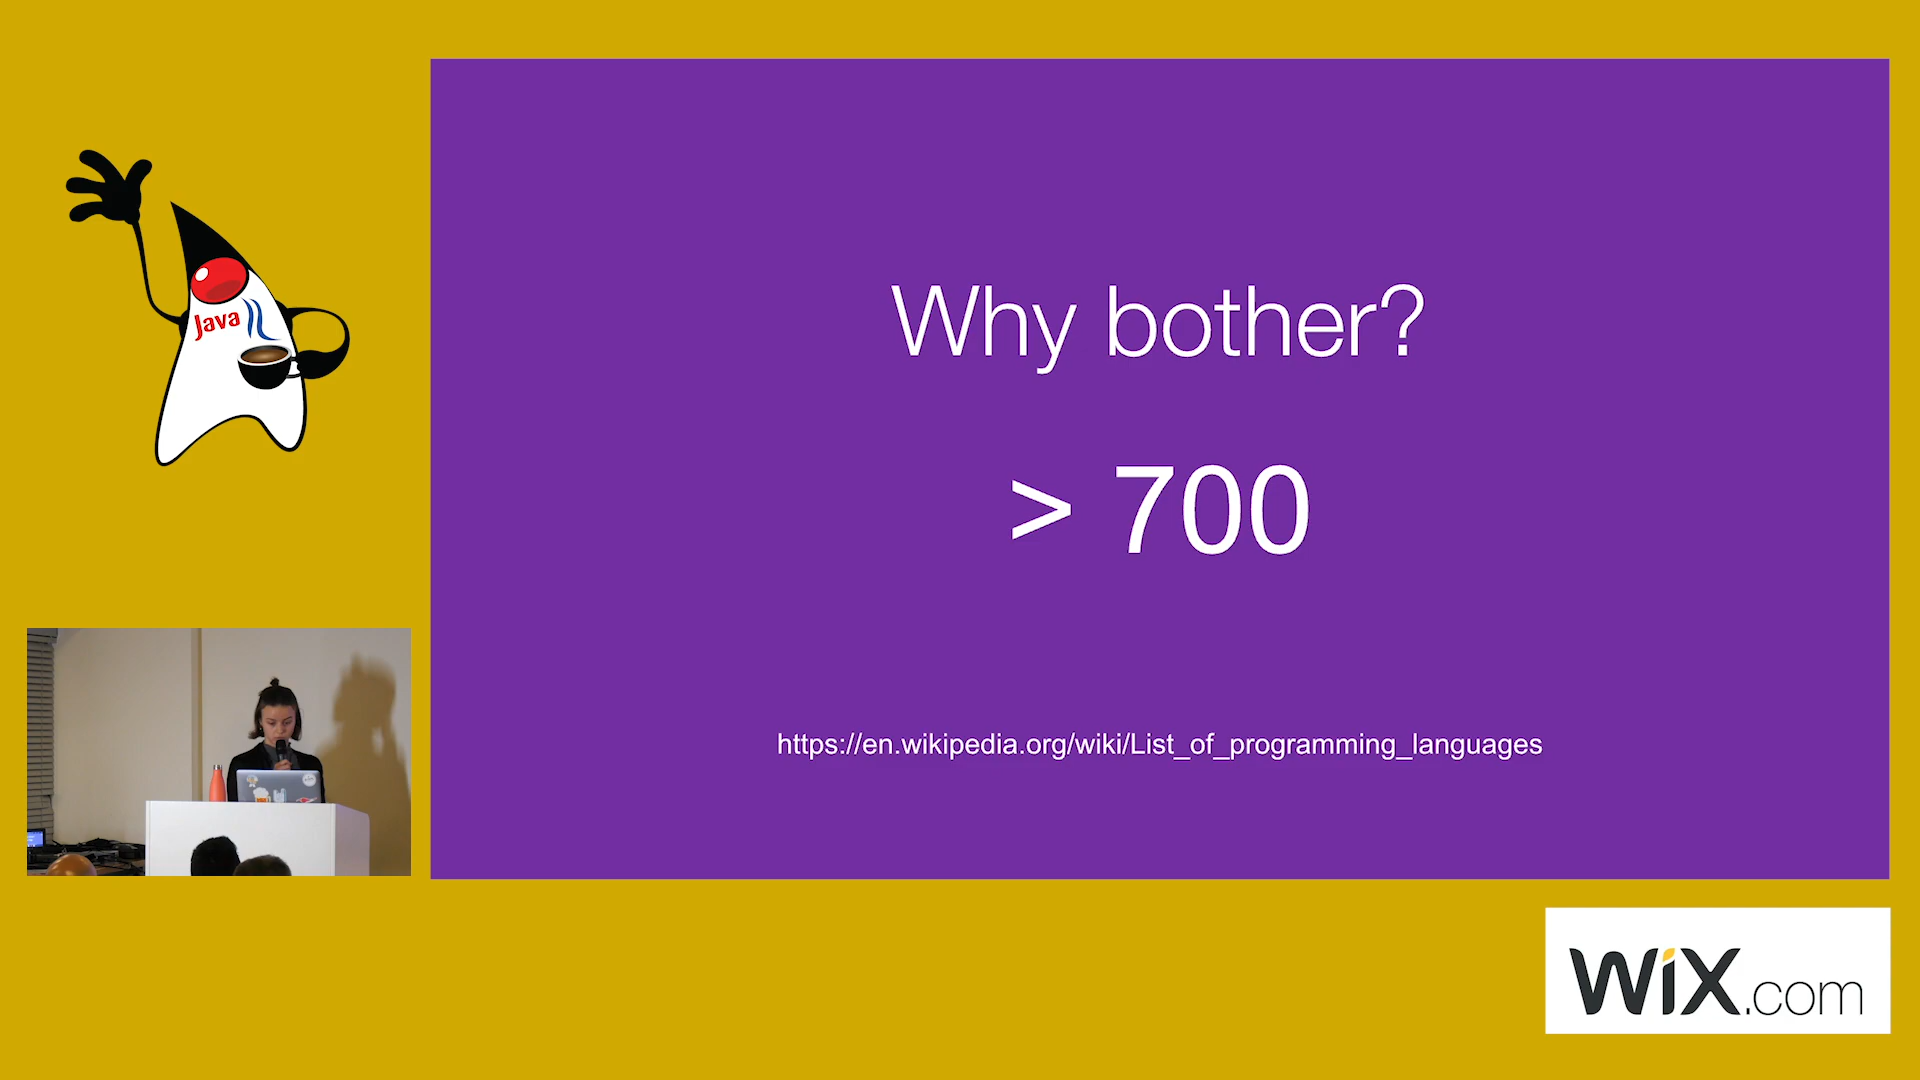 Java
Why bother?
> 700
https://en.wikipedia.org/wiki/List_of_programming_languages
WiX.com